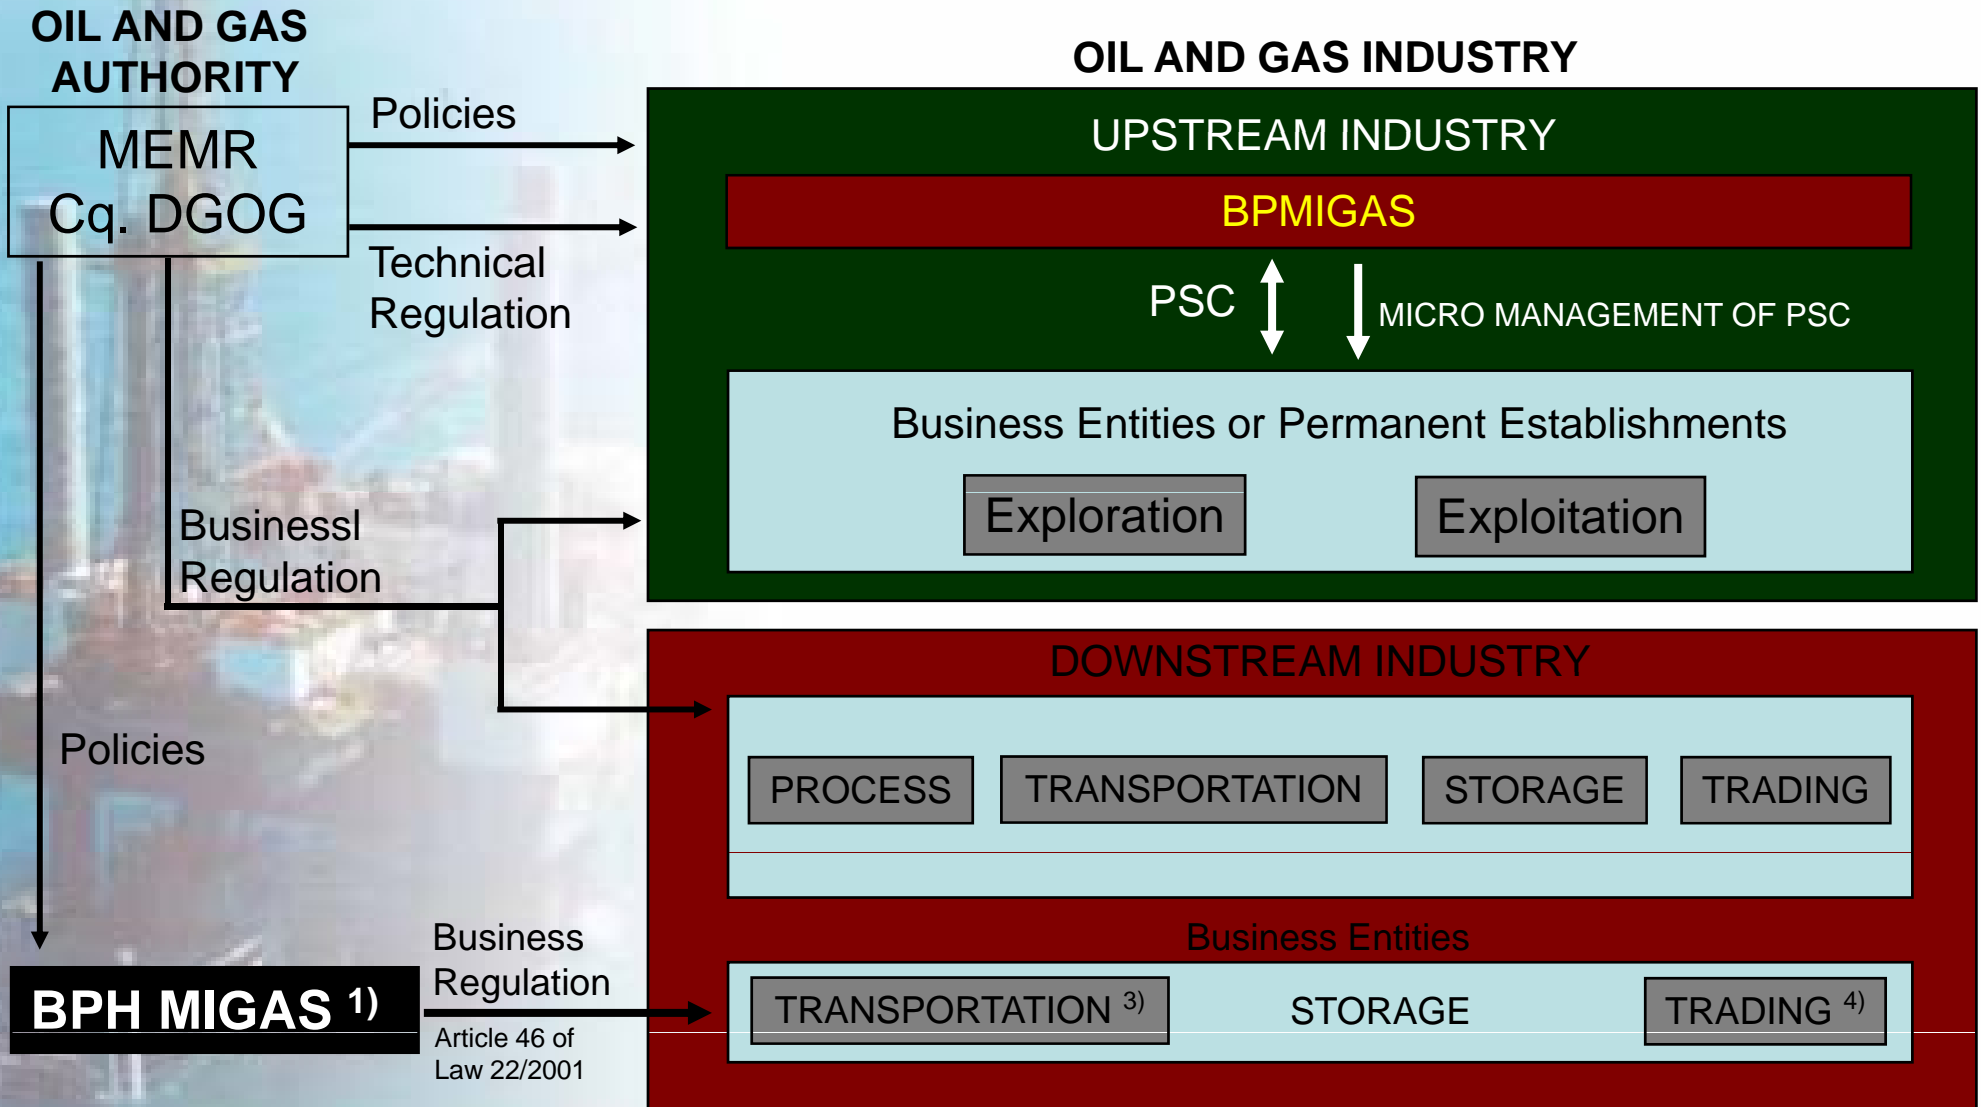 OIL AND GAS
AUTHORITY
MEMR
Cq. DGOG
Policies
Technical
Regulation
Businessl
Regulation
Policies
BPH MIGAS 1)
Business
Regulation
Article 46 of
Law 22/2001
OIL AND GAS INDUSTRY
UPSTREAM INDUSTRY
BPMIGAS
PSC
MICRO MANAGEMENT OF PSC
Business Entities or Permanent Establishments
Exploration
Exploitation
DOWNSTREAM INDUSTRY
PROCESS
TRANSPORTATION
STORAGE
TRADING
Business Entities
TRANSPORTATION 3)
STORAGE
TRADING 4)